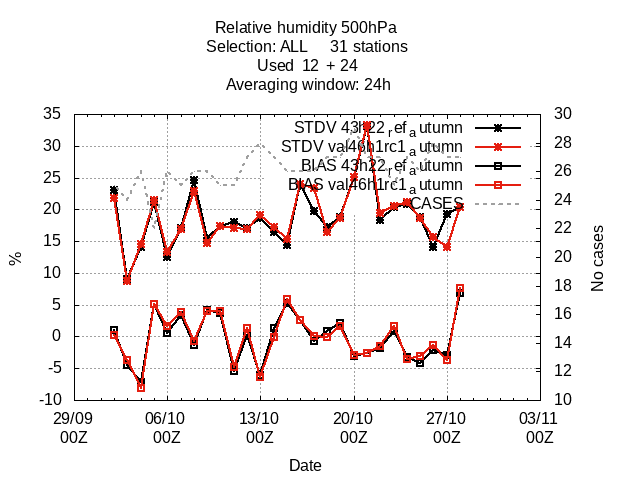 Relative humidity 500hPa
Selection: ALL 31 stations
Used 12 + 24
Averaging window: 24h
35
30
25
20
15
10
5
0
-5
-10
%
STDV 43h22_ref_autumn
STDV val46h1rc1_autumn
BIAS 43h22_ref_autumn
BIAS val46h1rc1_autumn
CASES
30
28
26
24
22
20
18
16
14
12
10
No cases
29/09 06/10 13/10 20/10 27/10 03/11
00Z 00Z 00Z 00Z 00Z 00Z
Date